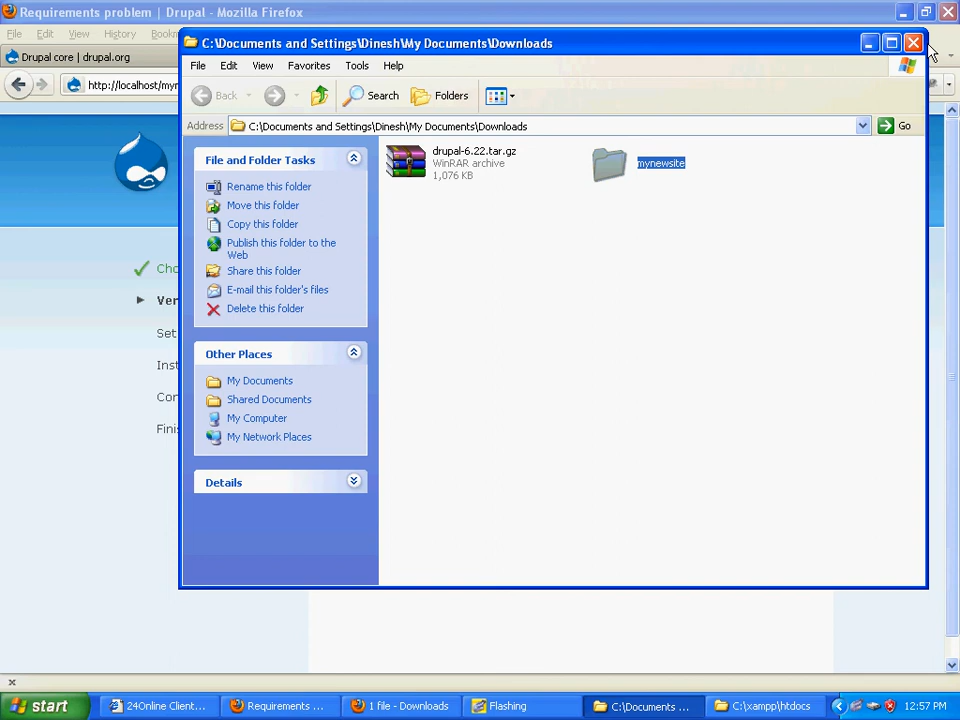 Requirements problem | Drupal - Mozilla Firefox
File Edit View History Bookm
C:\Documents and Settings\Dinesh\My Documents\Downloads
Drupal core | drupal.org
File Edit View Favorites Tools Help
http://localhost/myn
Back Search Folders
Address C:\Documents and Settings\Dinesh\My Documents\Downloads Go
File and Folder Tasks
Rename this folder
Move this folder
Copy this folder
Publish this folder to the
Web
Share this folder
E-mail this folder's files
Delete this folder
Other Places
My Documents
Shared Documents
My Computer
My Network Places
Details
drupal-6.22.tar.gz
WinRAR archive
1,076 KB
mynewsite
Cho
Ver
Set
Inst
Con
Finis
start 24Online Client... Requirements ... 1 file - Downloads Flashing C:\Documents ... C:\xampp\htdocs 12:57 PM